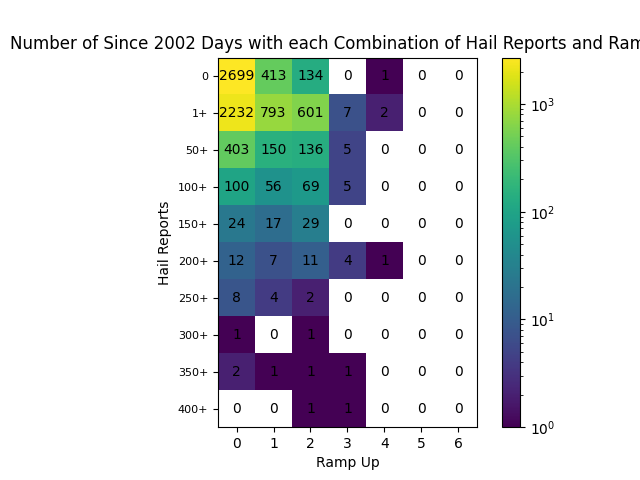 Number of Since 2002 Days with each Combination of Hail Reports and Ram
0 2699 413 134 0 1 0 0
1+ 2232 793 601 7 2 0 0
50+ 403 150 136 5 0 0 0
100+ 100 56 69 5 0 0 0
150+ 24 17 29 0 0 0 0
200+ 12 7 11 4 1 0 0
250+ 8 4 2 0 0 0 0
300+ 1 0 1 0 0 0 0
350+ 2 1 1 1 0 0 0
400+ 0 0 1 1 0 0 0
0 1 2 3 4 5 6
Ramp Up
Hail Reports
10³
10²
10¹
10⁰